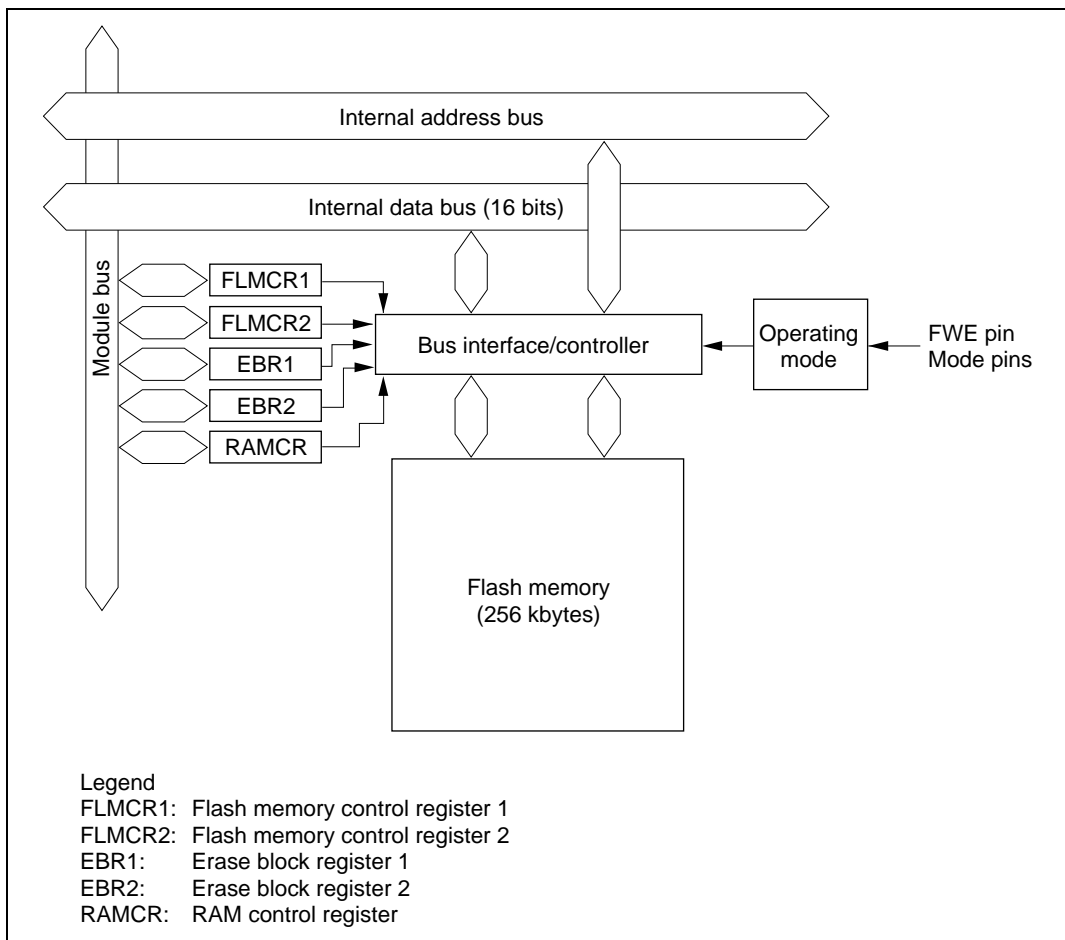 Internal address bus
Internal data bus (16 bits)
Module bus
FLMCR1
FLMCR2
EBR1
EBR2
RAMCR
Bus interface/controller
Operating
mode
FWE pin
Mode pins
Flash memory
(256 kbytes)
Legend
FLMCR1: Flash memory control register 1
FLMCR2: Flash memory control register 2
EBR1: Erase block register 1
EBR2: Erase block register 2
RAMCR: RAM control register